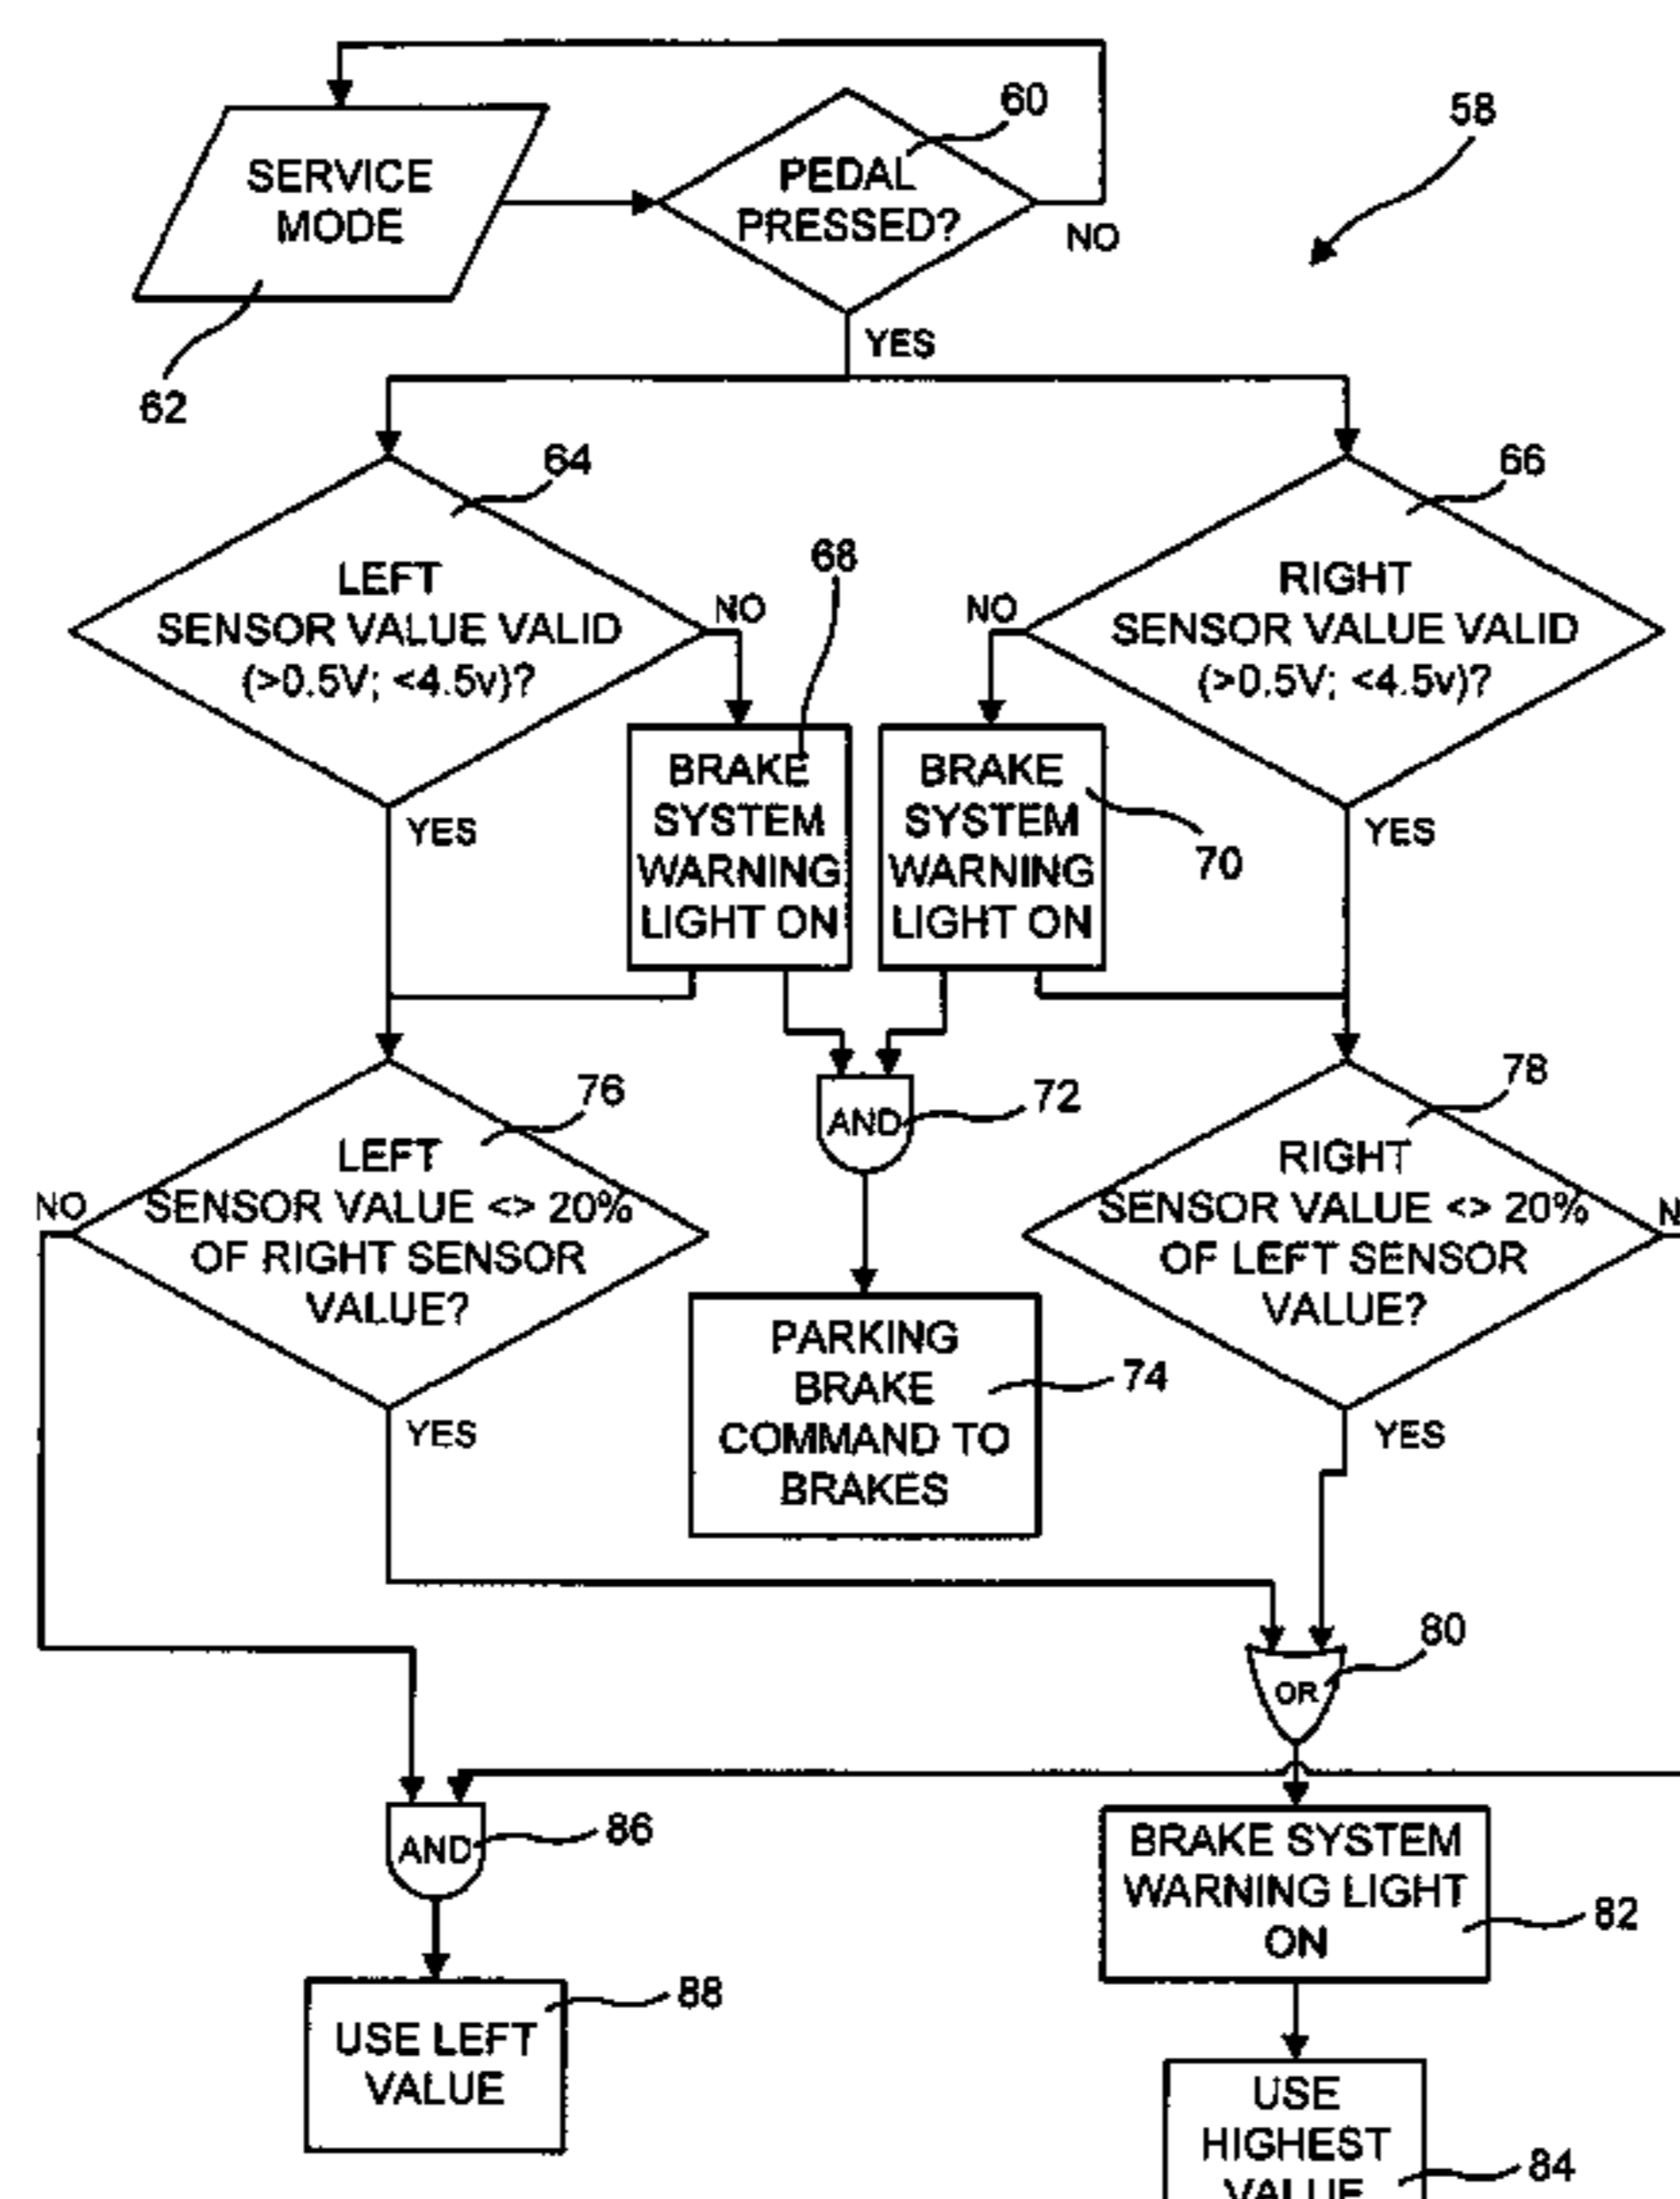 60
58
SERVICE
MODE
PEDAL
PRESSED?
NO
62
YES
64
66
68
LEFT
SENSOR VALUE VALID
(>0.5V; <4.5v)?
NO
NO
RIGHT
SENSOR VALUE VALID
(>0.5V; <4.5v)?
BRAKE
SYSTEM
WARNING
LIGHT ON
BRAKE
SYSTEM
WARNING
LIGHT ON
70
YES
YES
76
72
78
AND
NO
LEFT
SENSOR VALUE <> 20%
OF RIGHT SENSOR
VALUE?
RIGHT
SENSOR VALUE <> 20%
OF LEFT SENSOR
VALUE?
N
PARKING
BRAKE
COMMAND TO
BRAKES
74
YES
YES
80
OR
AND
86
BRAKE SYSTEM
WARNING LIGHT
ON
82
88
USE LEFT
VALUE
USE
HIGHEST
VALUE
84